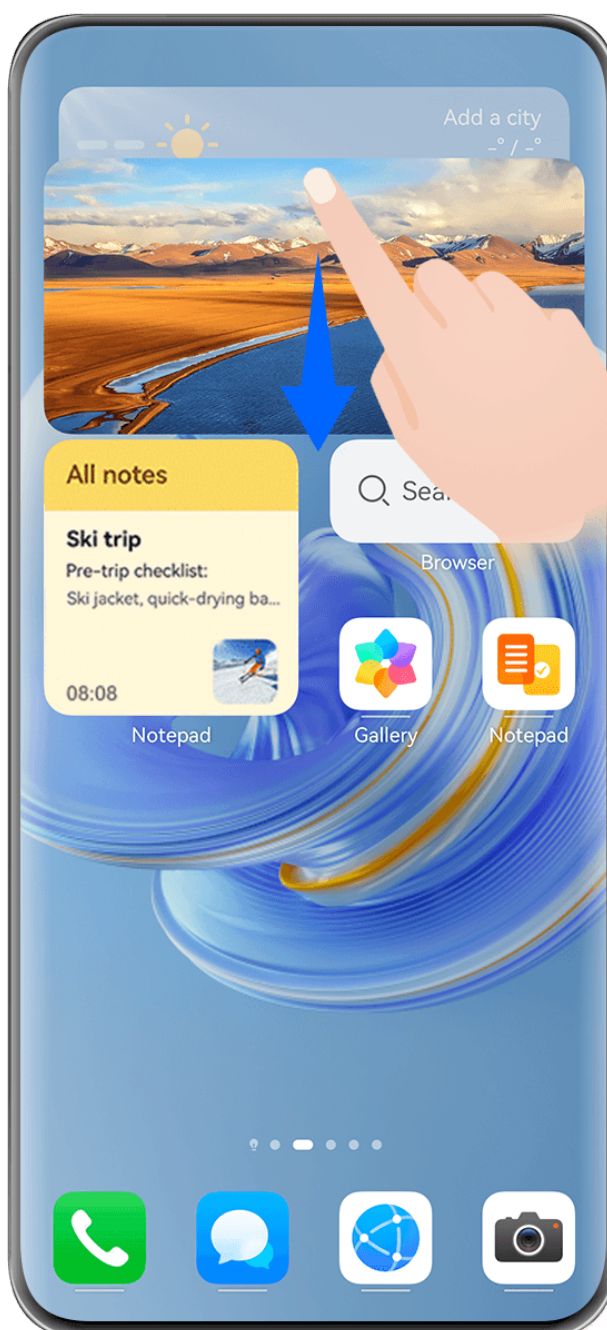 Add a city
-° / -°
All notes
Ski trip
Pre-trip checklist:
Ski jacket, quick-drying ba...
08:08
Browser
Notepad
Gallery
Notepad